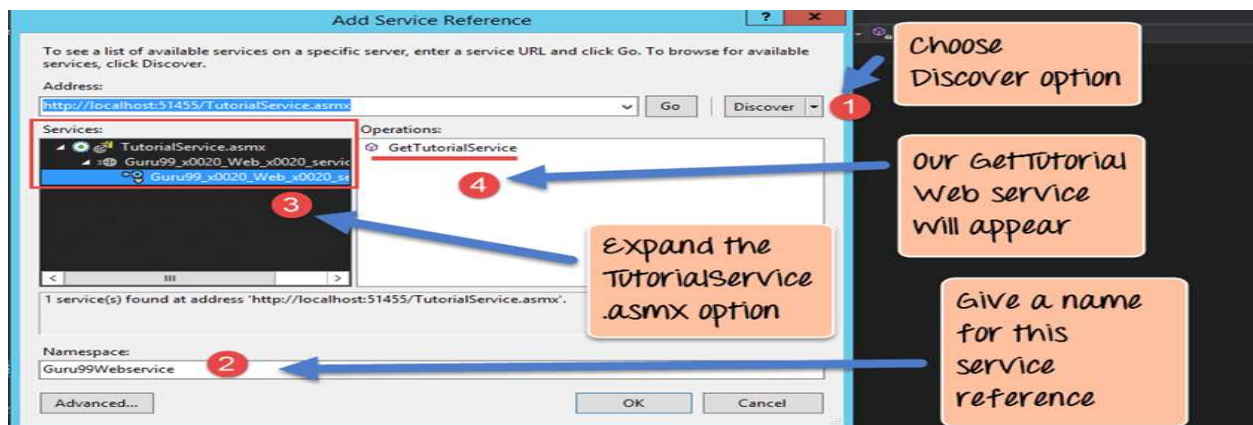 Add Service Reference
?
x
To see a list of available services on a specific server, enter a service URL and click Go. To browse for available
services, click Discover.
Address:
http://localhost:51455/TutorialService.asmx
Go
Discover
1
Services:
TutorialService.asmx
Guru99_x0020_Web_x0020_servic
Guru99_x0020_Web_x0020_se
3
Operations:
GetTutorialService
4
1 service(s) found at address 'http://localhost:51455/TutorialService.asmx'.
Namespace:
Guru99Webservice
2
Advanced...
OK
Cancel
Choose
Discover option
Our GetTutorial
Web service
will appear
Expand the
TutorialService
.asmx option
Give a name
for this
service
reference